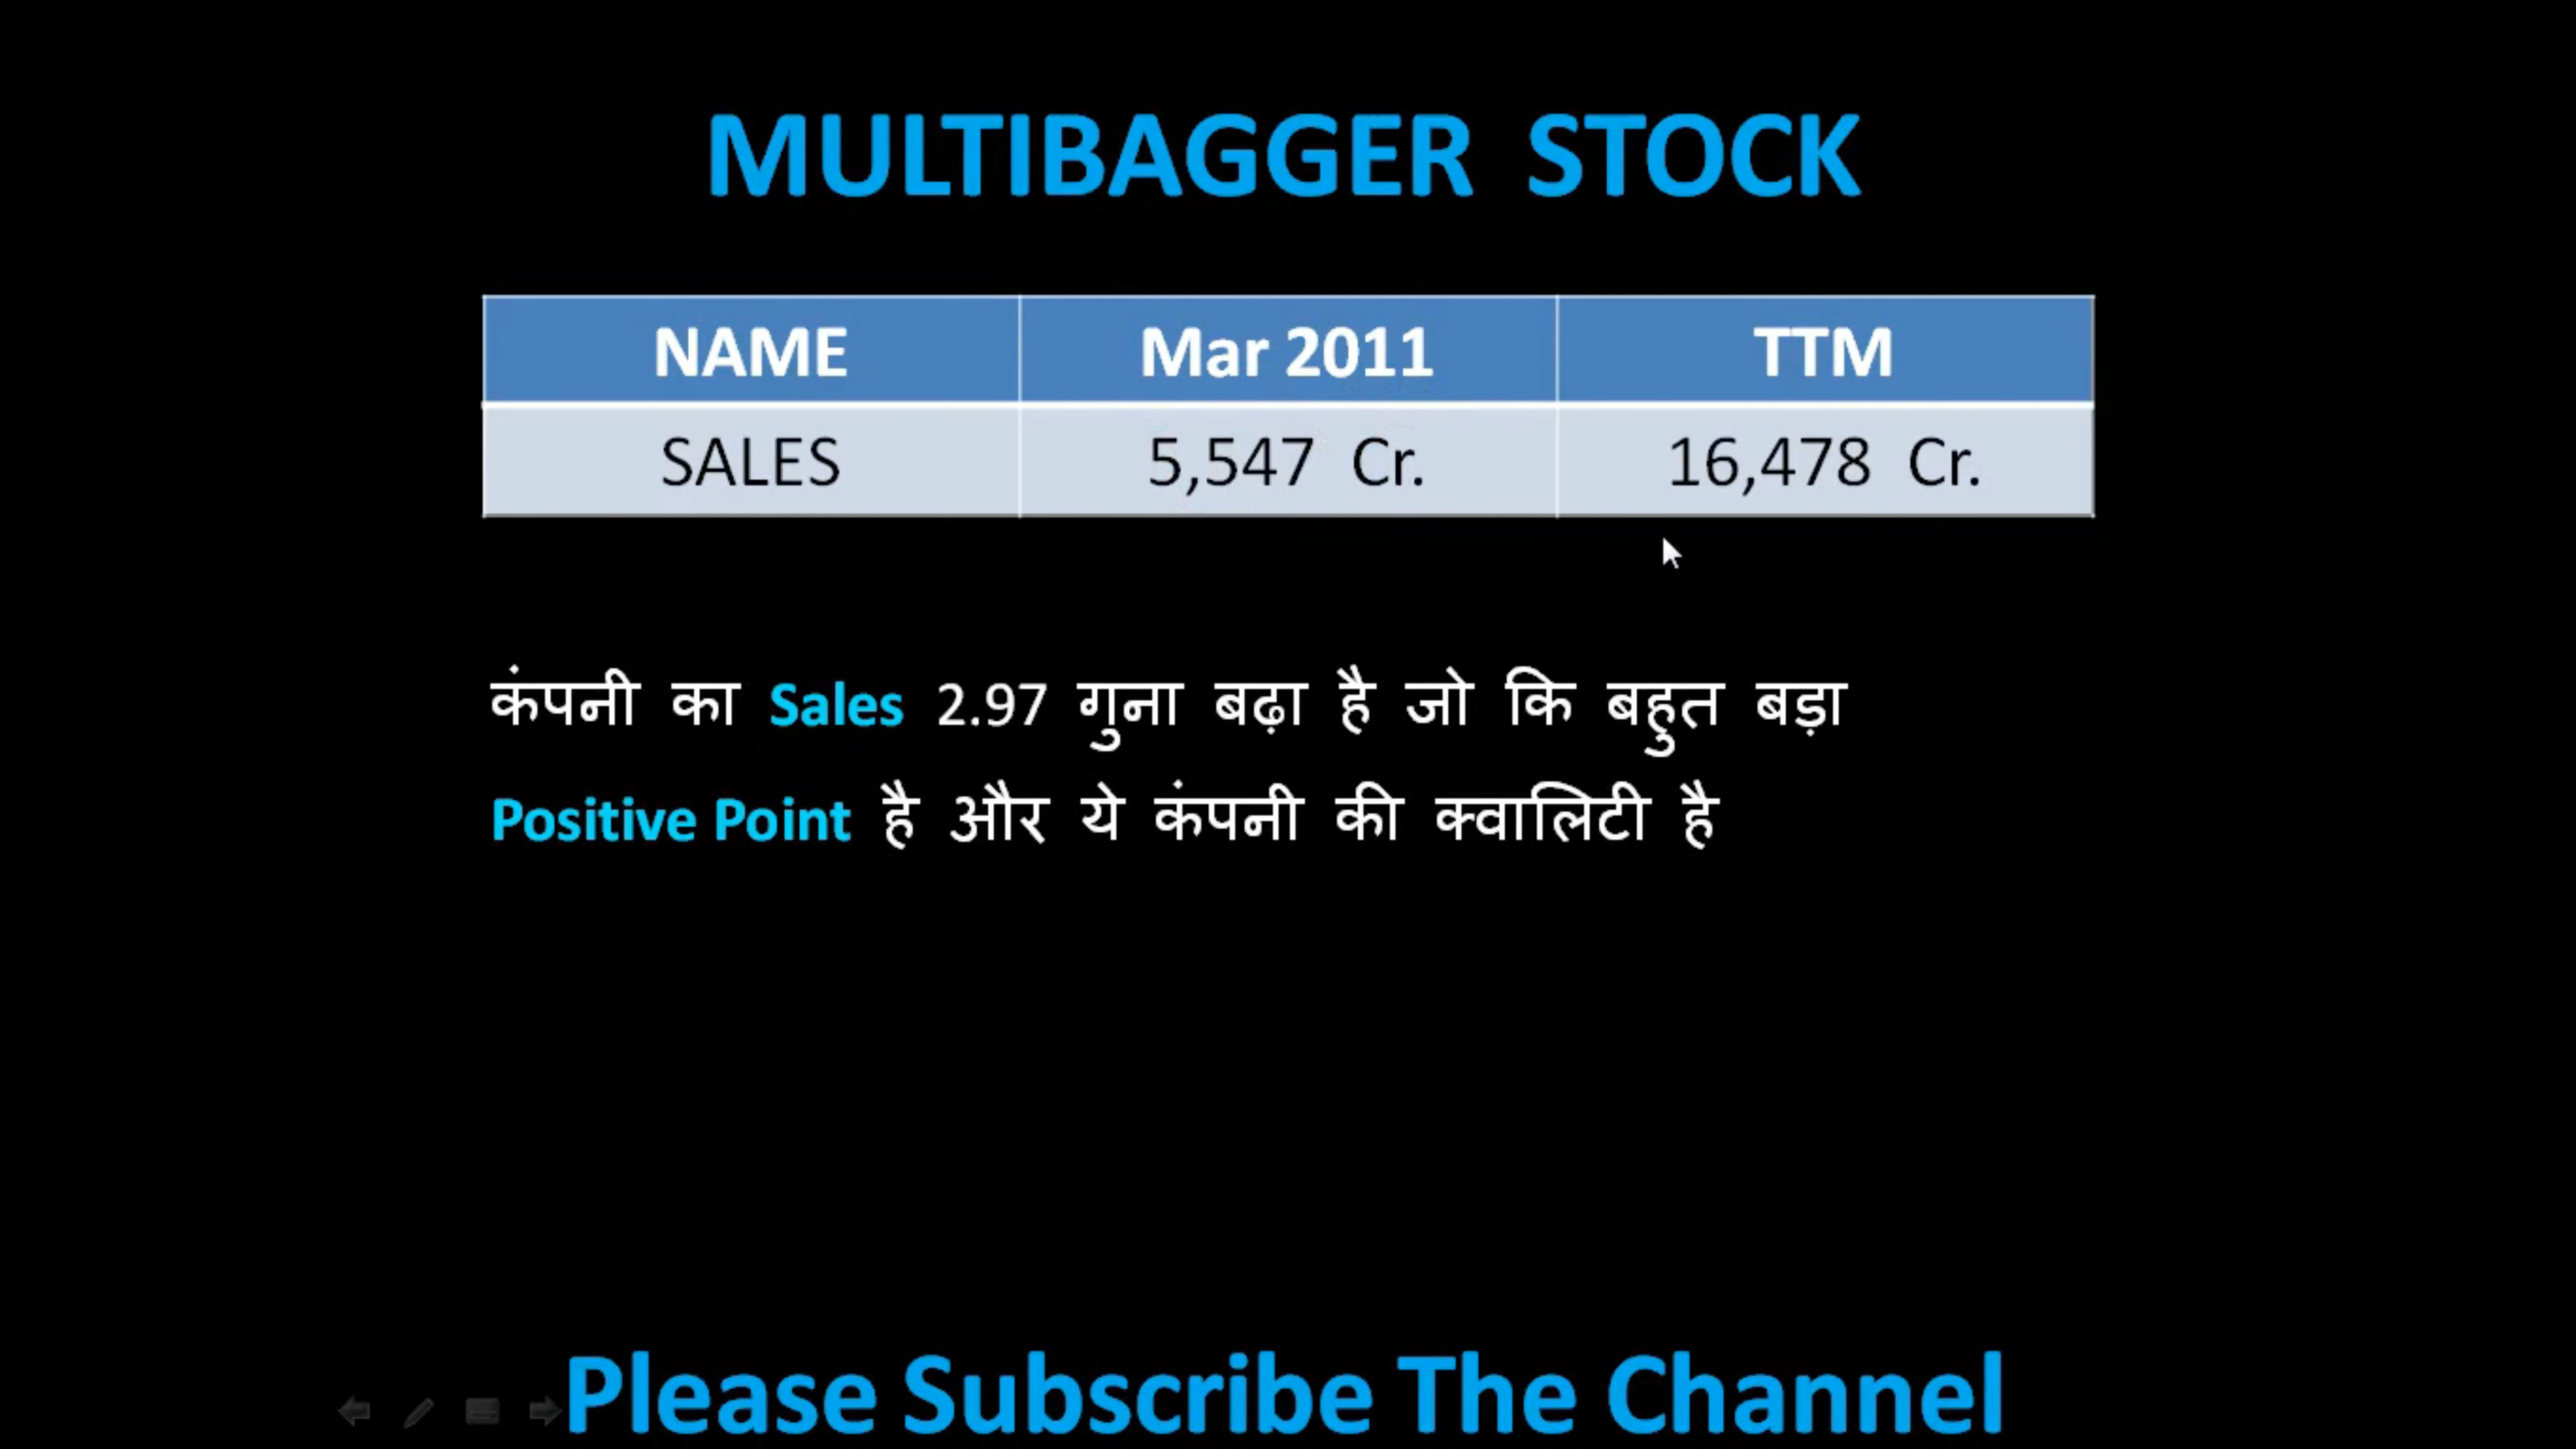 MULTIBAGGER STOCK
NAME Mar 2011 TTM
SALES 5,547 Cr. 16,478 Cr.
कंपनी का Sales 2.97 गुना बढ़ा है जो कि बहुत बड़ा
Positive Point है और ये कंपनी की क्वालिटी है
Please Subscribe The Channel